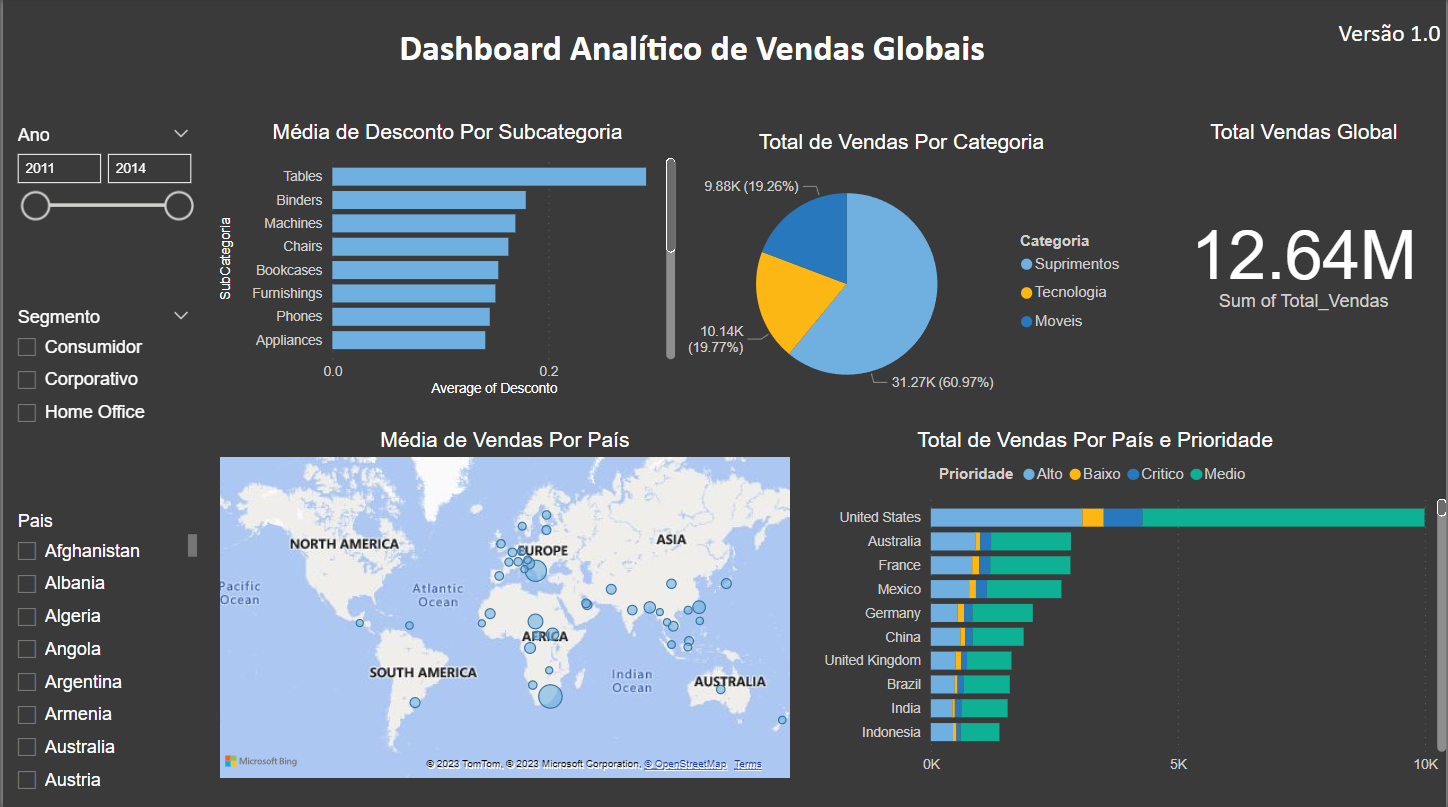 Dashboard Analítico de Vendas Globais
Versão 1.0
Ano
2011
2014
Segmento
Consumidor
Corporativo
Home Office
Pais
Afghanistan
Albania
Algeria
Angola
Argentina
Armenia
Australia
Austria
Média de Desconto Por Subcategoria
SubCategoria
Tables
Binders
Machines
Chairs
Bookcases
Furnishings
Phones
Appliances
0.0
0.2
Average of Desconto
Total de Vendas Por Categoria
9.88K (19.26%)
10.14K
(19.77%)
31.27K (60.97%)
Categoria
Suprimentos
Tecnologia
Moveis
Total Vendas Global
12.64M
Sum of Total_Vendas
Média de Vendas Por País
NORTH AMERICA
EUROPE
ASIA
Pacific
Ocean
Atlantic
Ocean
AFRICA
SOUTH AMERICA
Indian
Ocean
AUSTRALIA
Microsoft Bing
© 2023 TomTom, © 2023 Microsoft Corporation, © OpenStreetMap Terms
Total de Vendas Por País e Prioridade
Prioridade Alto Baixo Critico Medio
United States
Australia
France
Mexico
Germany
China
United Kingdom
Brazil
India
Indonesia
0K
5K
10K